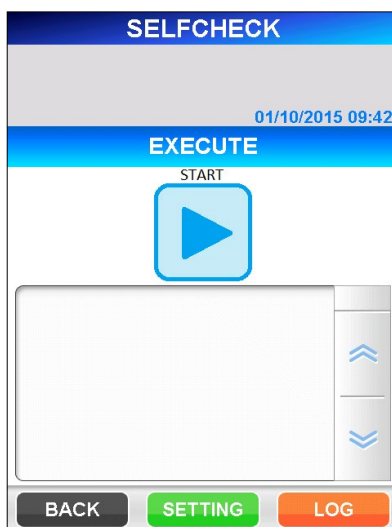 SELFCHECK
01/10/2015 09:42
EXECUTE
START
BACK SETTING LOG